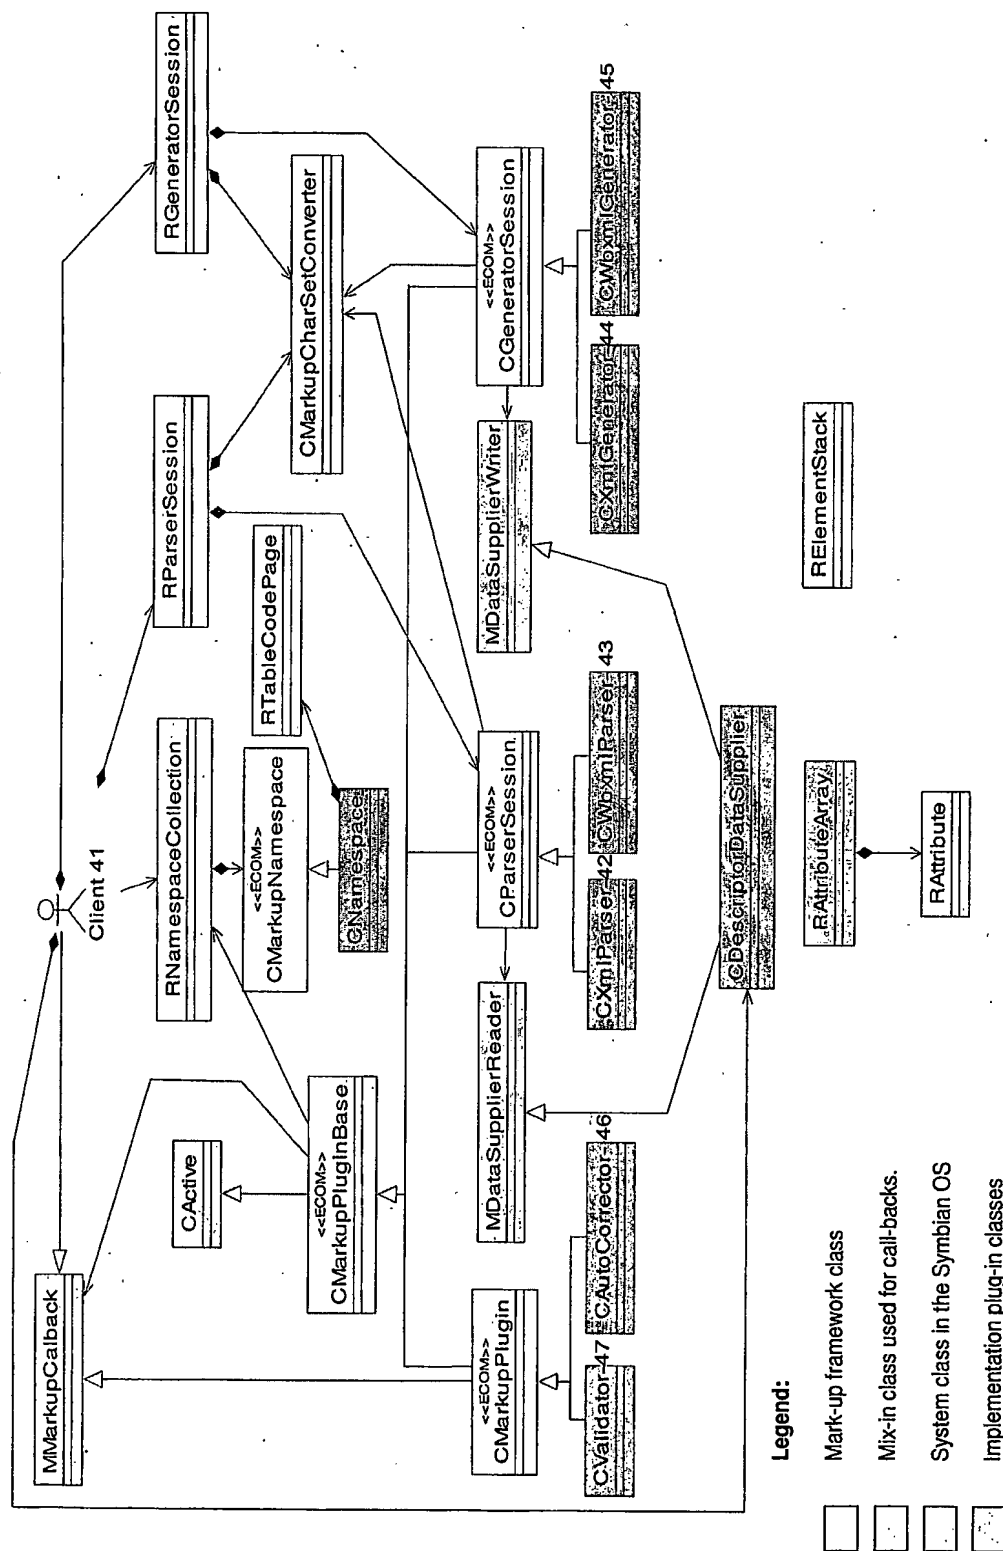 Client 41
MMarkupCalback
RNamespaceCollection
RParserSession
RGeneratorSession
CActive
<<ECOM>>
CMarkupNamespace
RTableCodePage
CMarkupCharSetConverter
<<ECOM>>
CMarkupPluginBase
CNamespace
<<ECOM>>
CMarkupPlugin
MDataSupplierReader
<<ECOM>>
CParserSession
MDataSupplierWriter
<<ECOM>>
CGeneratorSession
CValidator 47
CAutoCorrector 46
CXmlParser 42
CWbxmlParser 43
CXmlGenerator 44
CWbxmlGenerator 45
CDescriptorDataSupplier
RAttributeArray
RElementStack
RAttribute
Legend:
Mark-up framework class
Mix-in class used for call-backs.
System class in the Symbian OS
Implementation plug-in classes